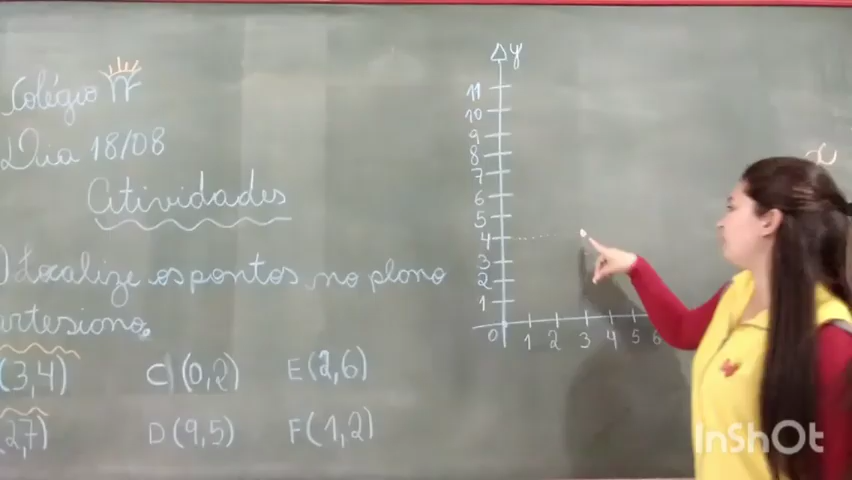 Colégio
Dia 18/08
Atividades
) Localize os pontos no plano
artesiano.
(3,4) C (0,2) E (2,6)
(2,7) D (9,5) F (1,2)
y
11
10
9
8
7
6
5
4
3
2
1
0 1 2 3 4 5 6
x
InShOt